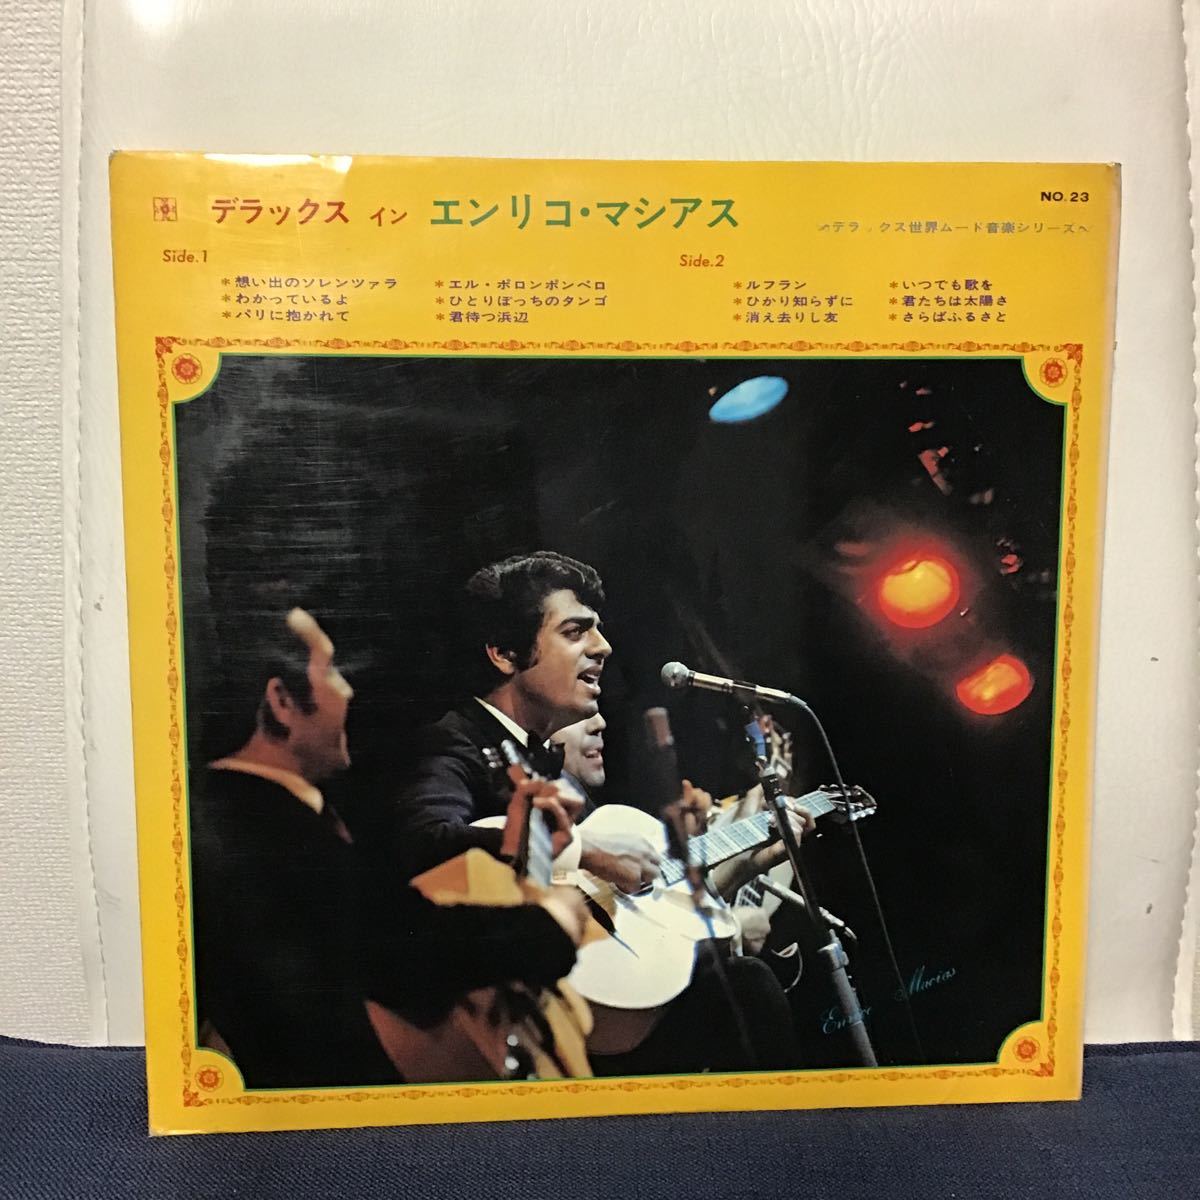 デラックス イン エンリコ・マシアス
NO.23
〜デラックス世界ムード音楽シリーズ〜
Side.1
*想い出のソレンツァラ
*わかっているよ
*パリに抱かれて
*エル・ポロンポンペロ
*ひとりぼっちのタンゴ
*君待つ浜辺
Side.2
*ルフラン
*ひかり知らずに
*消え去りし友
*いつでも歌を
*君たちは太陽さ
*さらばふるさと
Enrico Macias